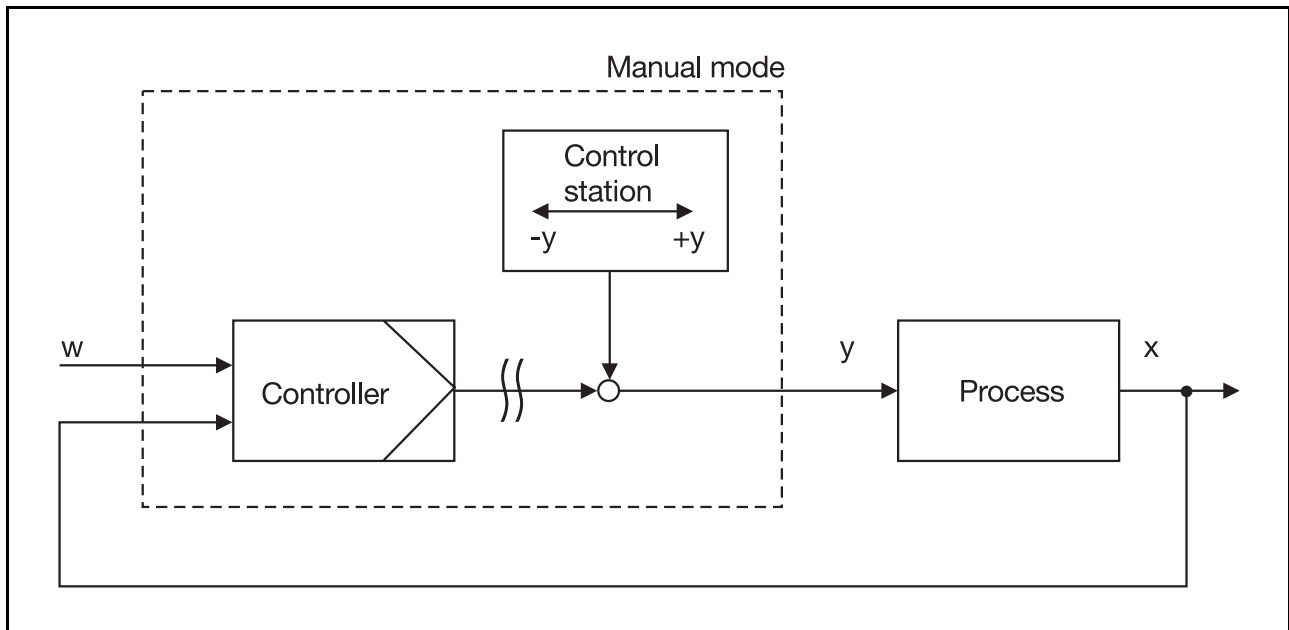 Manual mode
Control
station
-y +y
w
Controller
y
Process
x